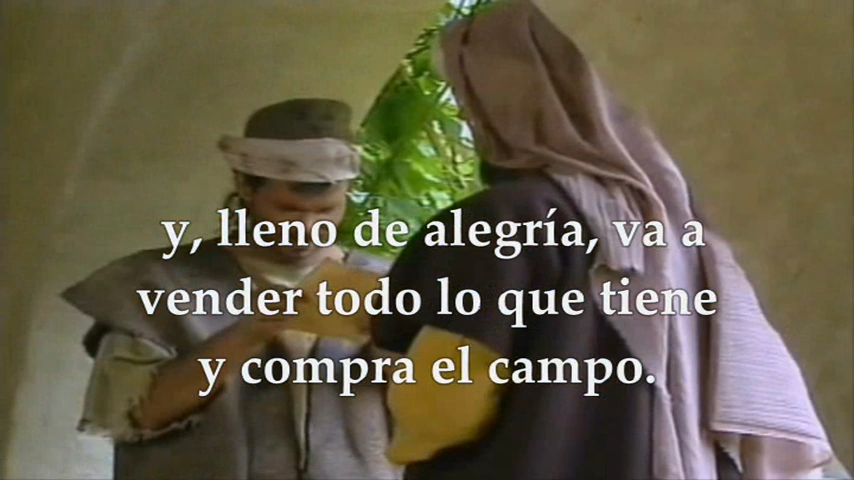 y, lleno de alegría, va a
vender todo lo que tiene
y compra el campo.